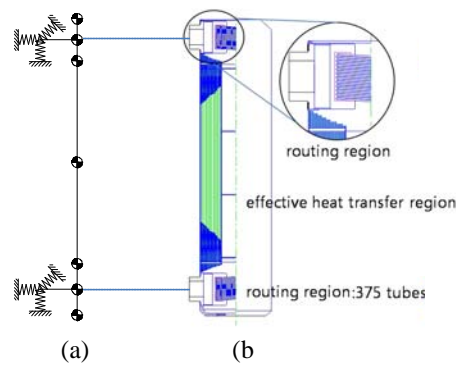 routing region
effective heat transfer region
routing region:375 tubes
(a)
(b)